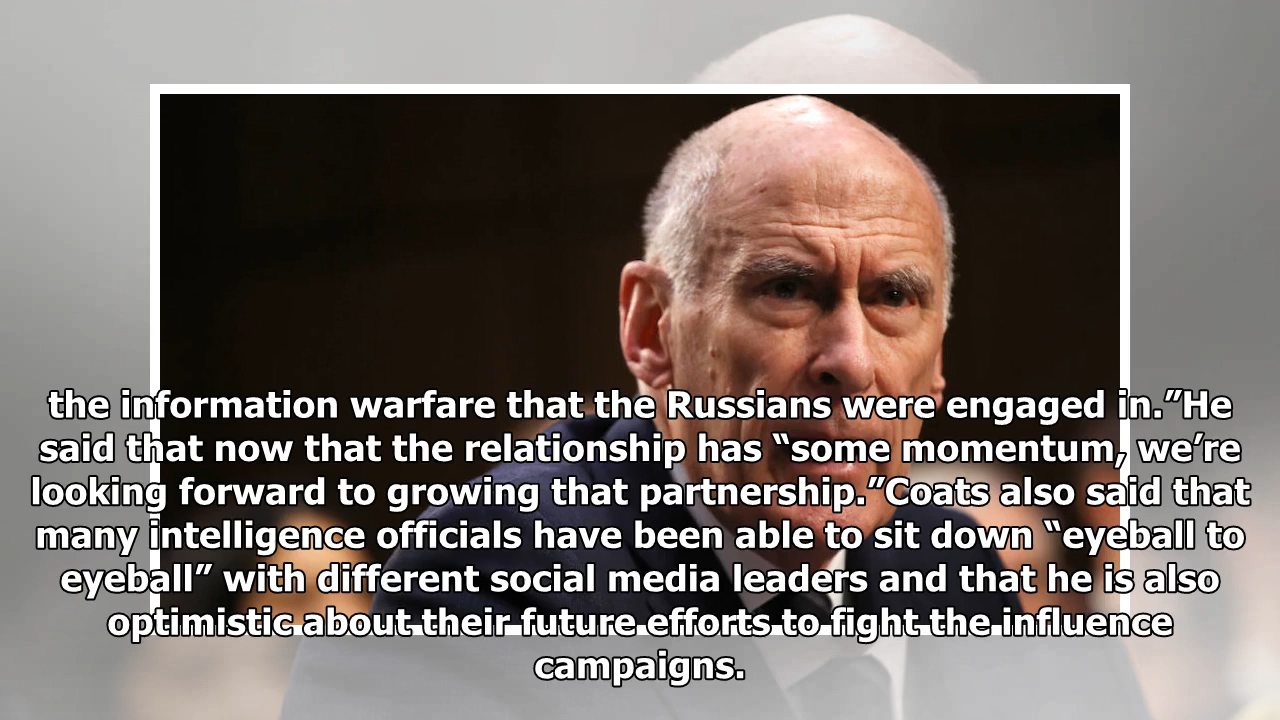 the information warfare that the Russians were engaged in.”He
said that now that the relationship has “some momentum, we’re
looking forward to growing that partnership.”Coats also said that
many intelligence officials have been able to sit down “eyeball to
eyeball” with different social media leaders and that he is also
optimistic about their future efforts to fight the influence
campaigns.